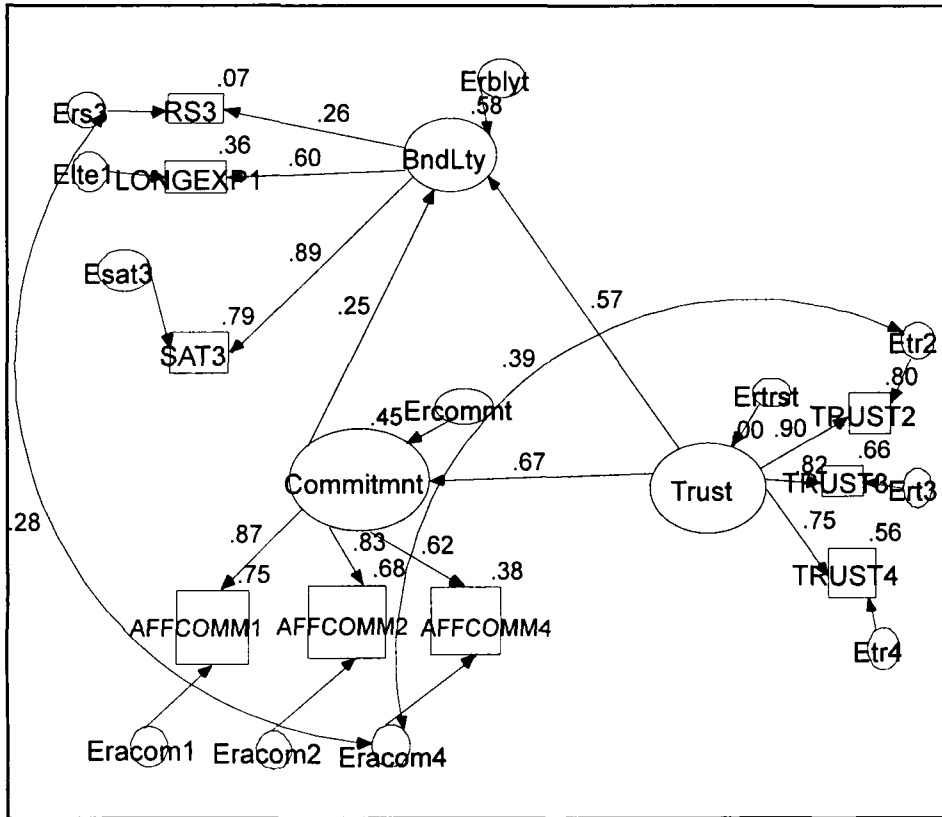 .07
Erblyt
Ers3
RS3
.26
.58
.36
BndLty
Elte1
LONGEXP1
.60
Esat3
.89
.79
.25
.57
SAT3
.39
Etr2
.80
Ercommt
Ertrst
.45
.00
.90
TRUST2
.66
Commitmnt
.67
Trust
.82
TRUST3
Ert3
.28
.87
.83
.62
.75
.56
.75
.68
.38
TRUST4
AFFCOMM1
AFFCOMM2
AFFCOMM4
Etr4
Eracom1
Eracom2
Eracom4